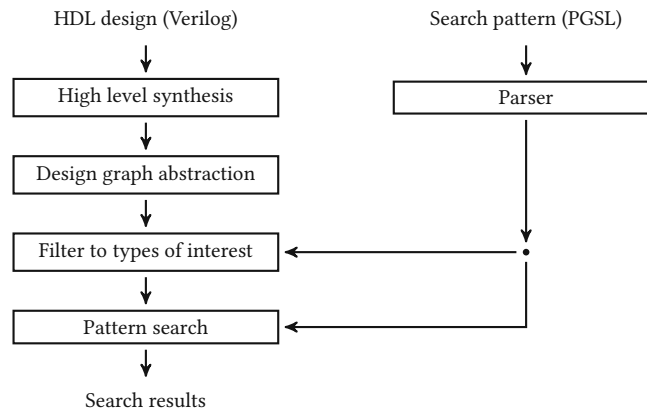 HDL design (Verilog)
Search pattern (PGSL)
High level synthesis
Parser
Design graph abstraction
Filter to types of interest
Pattern search
Search results